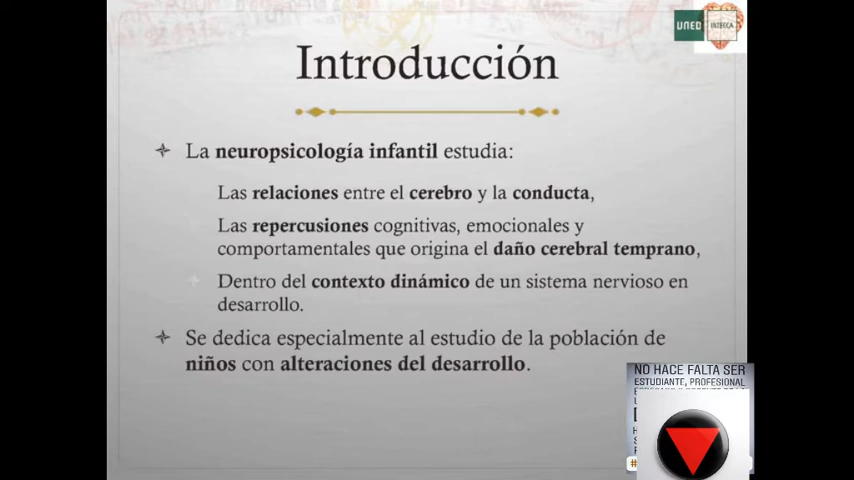 UNED
INTECCA
Introducción
La neuropsicología infantil estudia:
Las relaciones entre el cerebro y la conducta,
Las repercusiones cognitivas, emocionales y
comportamentales que origina el daño cerebral temprano,
Dentro del contexto dinámico de un sistema nervioso en
desarrollo.
Se dedica especialmente al estudio de la población de
niños con alteraciones del desarrollo.
NO HACE FALTA SER
ESTUDIANTE, PROFESIONAL